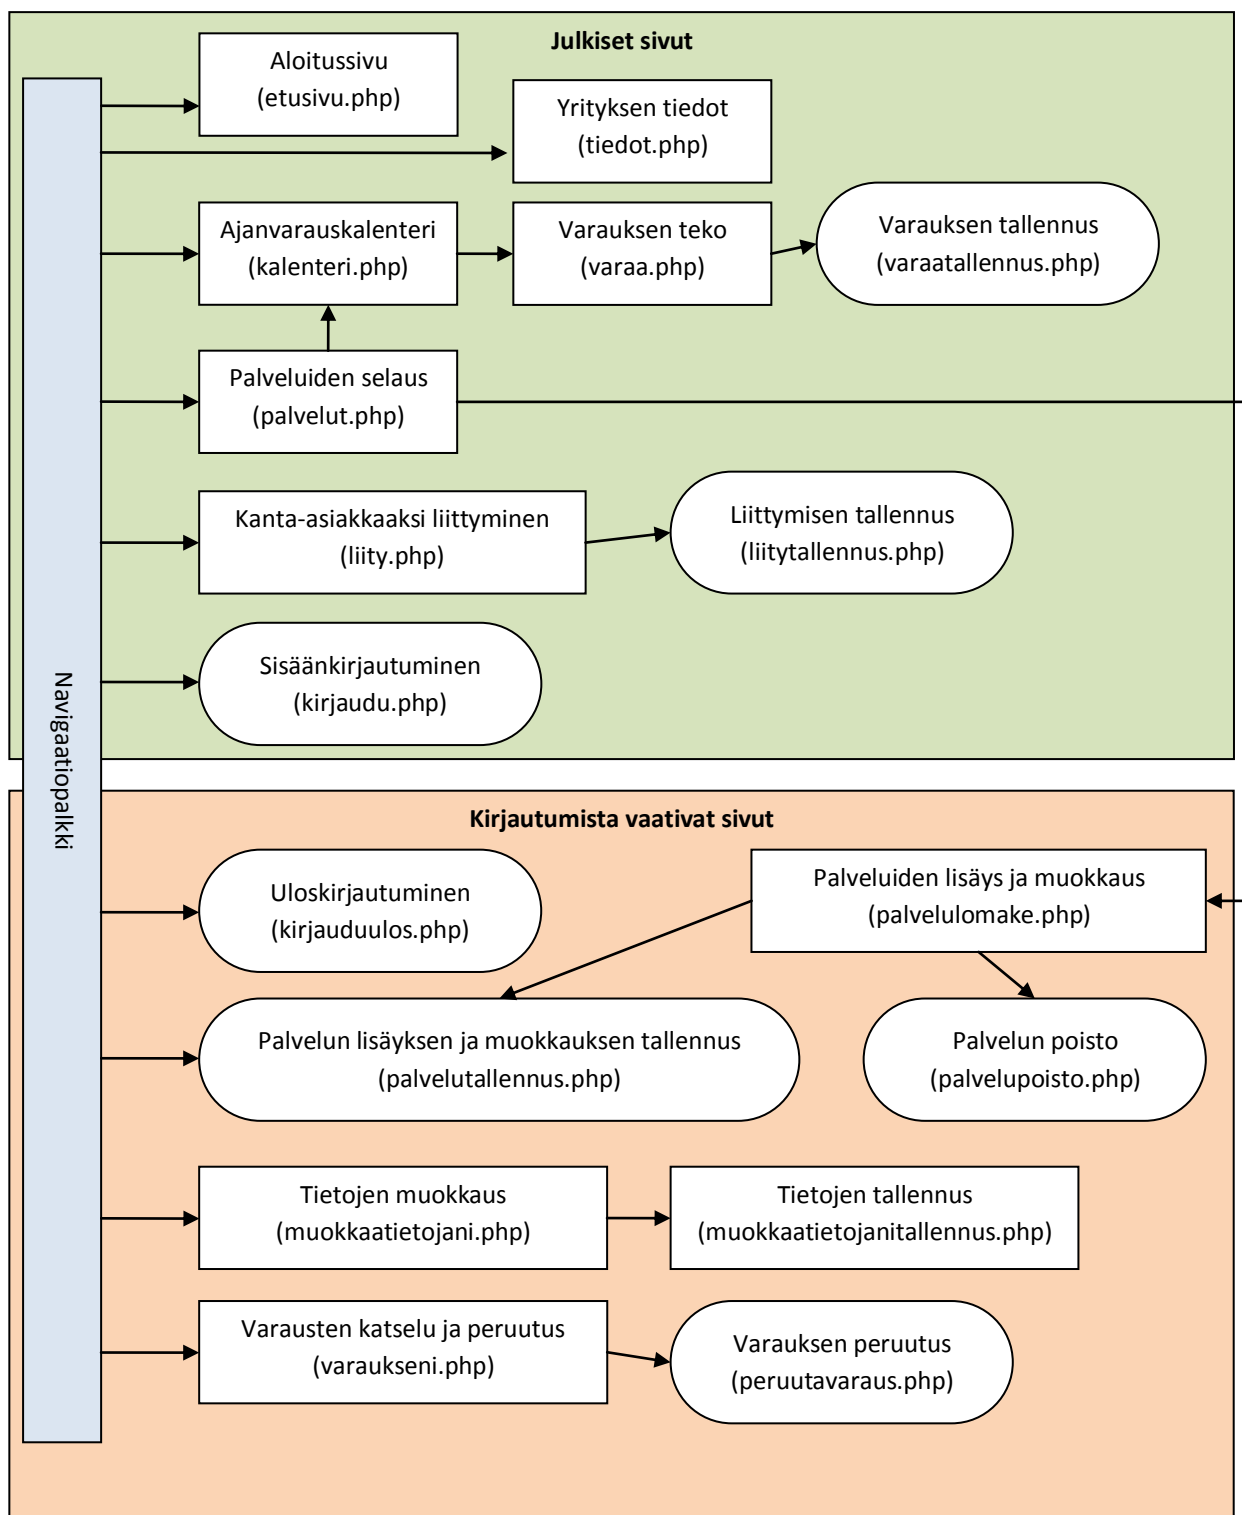 Julkiset sivut
Aloitussivu
(etusivu.php)
Yrityksen tiedot
(tiedot.php)
Ajanvarauskalenteri
(kalenteri.php)
Varauksen teko
(varaa.php)
Varauksen tallennus
(varaatallennus.php)
Palveluiden selaus
(palvelut.php)
Kanta-asiakkaaksi liittyminen
(liity.php)
Liittymisen tallennus
(liitytallennus.php)
Sisäänkirjautuminen
(kirjaudu.php)
Navigaatiopalkki
Kirjautumista vaativat sivut
Uloskirjautuminen
(kirjauduulos.php)
Palveluiden lisäys ja muokkaus
(palvelulomake.php)
Palvelun lisäyksen ja muokkauksen tallennus
(palvelutallennus.php)
Palvelun poisto
(palvelupoisto.php)
Tietojen muokkaus
(muokkaatietojani.php)
Tietojen tallennus
(muokkaatietojanitallennus.php)
Varausten katselu ja peruutus
(varaukseni.php)
Varauksen peruutus
(peruutavaraus.php)